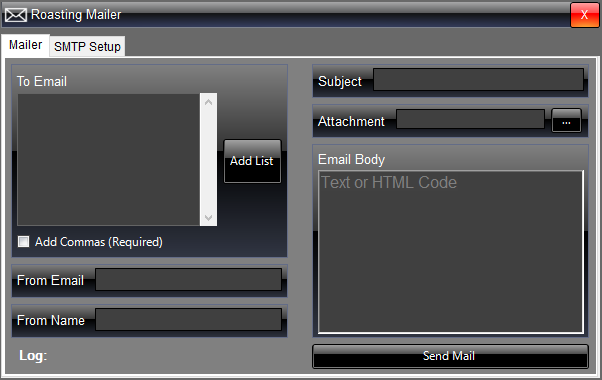 Roasting Mailer
X
Mailer
SMTP Setup
To Email
Add List
Add Commas (Required)
From Email
From Name
Log:
Subject
Attachment
...
Email Body
Text or HTML Code
Send Mail